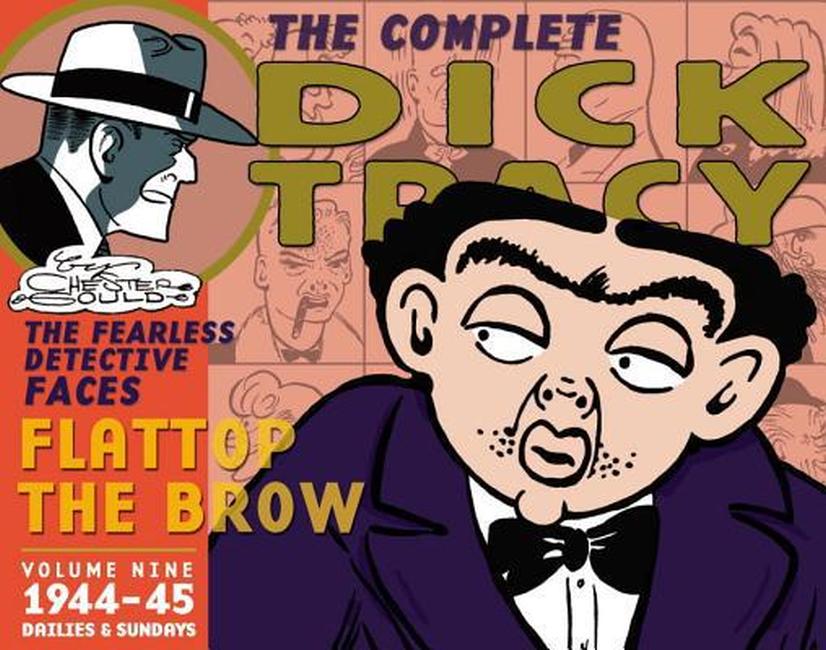 THE COMPLETE
DICK
TRACY
CHESTER
GOULD
THE FEARLESS
DETECTIVE
FACES
FLATTOP
THE BROW
VOLUME NINE
1944-45
DAILIES & SUNDAYS